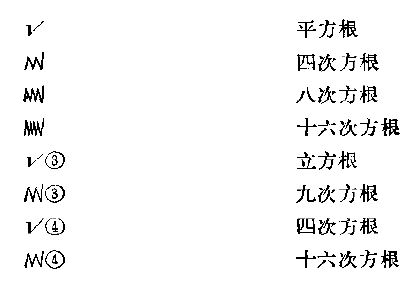 √ 平方根
√√ 四次方根
√√√ 八次方根
√√√√ 十六次方根
√③ 立方根
√√③ 九次方根
√④ 四次方根
√√④ 十六次方根